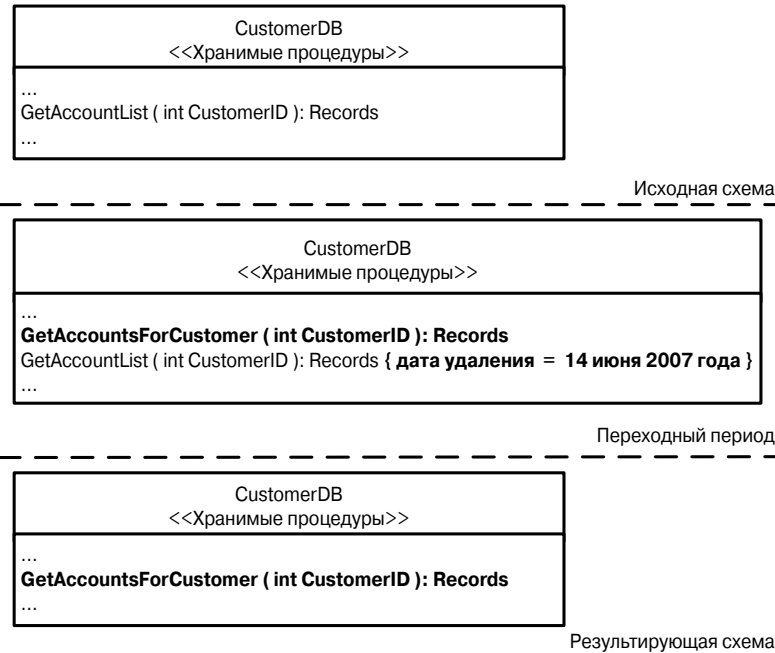 CustomerDB
<<Хранимые процедуры>>
...
GetAccountList ( int CustomerID ): Records
...
Исходная схема
CustomerDB
<<Хранимые процедуры>>
...
GetAccountsForCustomer ( int CustomerID ): Records
GetAccountList ( int CustomerID ): Records { дата удаления = 14 июня 2007 года }
...
Переходный период
CustomerDB
<<Хранимые процедуры>>
...
GetAccountsForCustomer ( int CustomerID ): Records
...
Результирующая схема